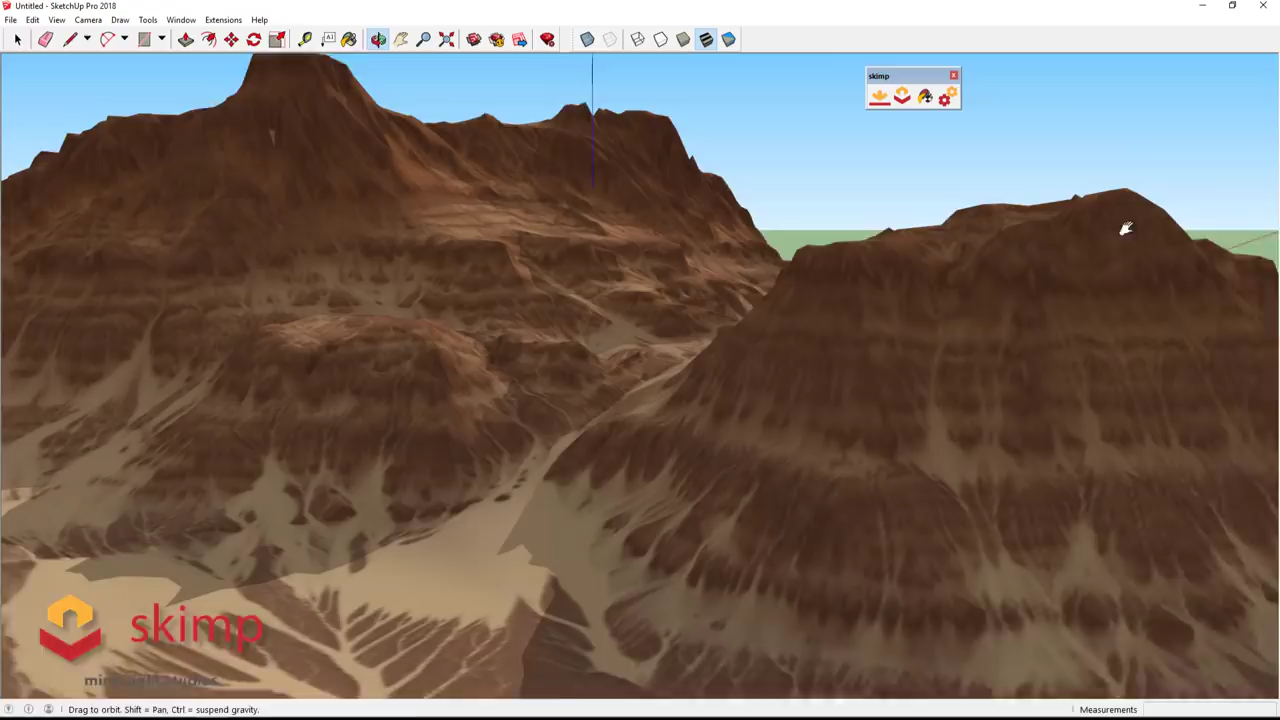 Untitled - SketchUp Pro 2018
File Edit View Camera Draw Tools Window Extensions Help
A1
skimp
skimp
Drag to orbit. Shift = Pan, Ctrl = suspend gravity.
Measurements